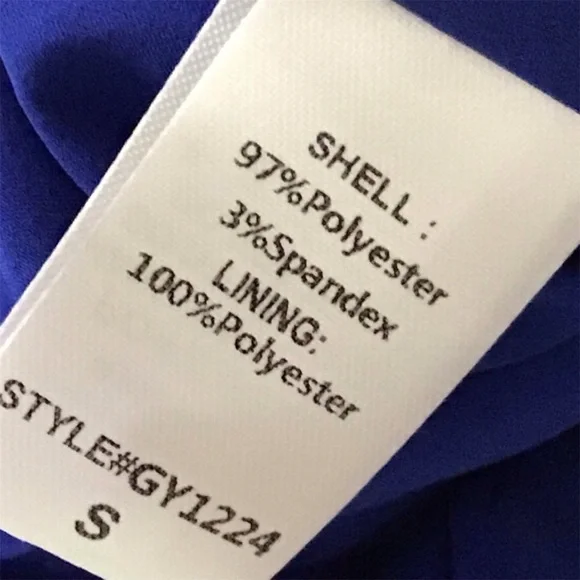 SHELL :
97%Polyester
3%Spandex
LINING:
100%Polyester
STYLE#GY1224
S